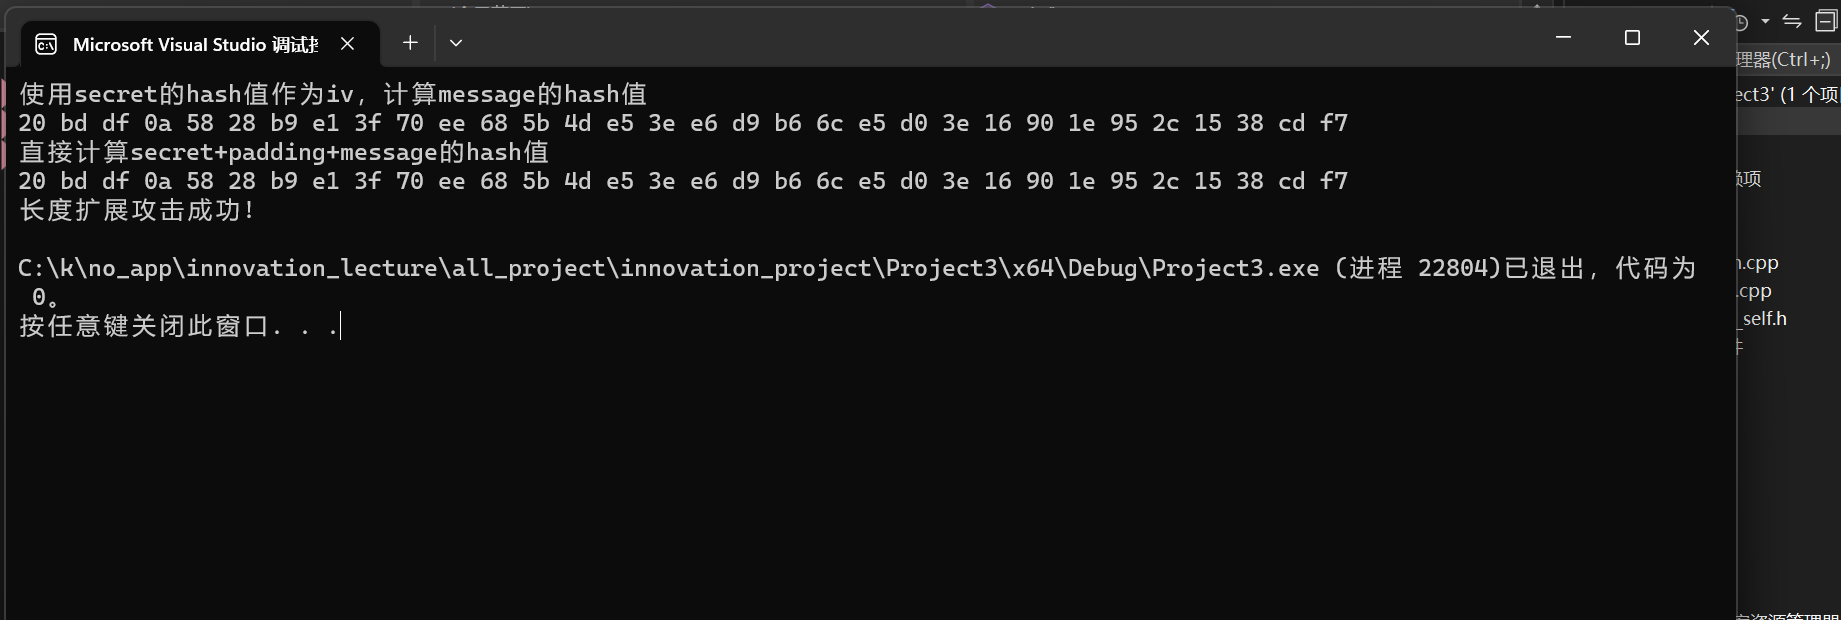 Microsoft Visual Studio 调试
使用secret的hash值作为iv，计算message的hash值
20 bd df 0a 58 28 b9 e1 3f 70 ee 68 5b 4d e5 3e e6 d9 b6 6c e5 d0 3e 16 90 1e 95 2c 15 38 cd f7
直接计算secret+padding+message的hash值
20 bd df 0a 58 28 b9 e1 3f 70 ee 68 5b 4d e5 3e e6 d9 b6 6c e5 d0 3e 16 90 1e 95 2c 15 38 cd f7
长度扩展攻击成功!
C:\k\no_app\innovation_lecture\all_project\innovation_project\Project3\x64\Debug\Project3.exe (进程 22804)已退出，代码为
0。
按任意键关闭此窗口. . .
理器(Ctrl+;)
ect3' (1 个项
项
.cpp
.cpp
_self.h